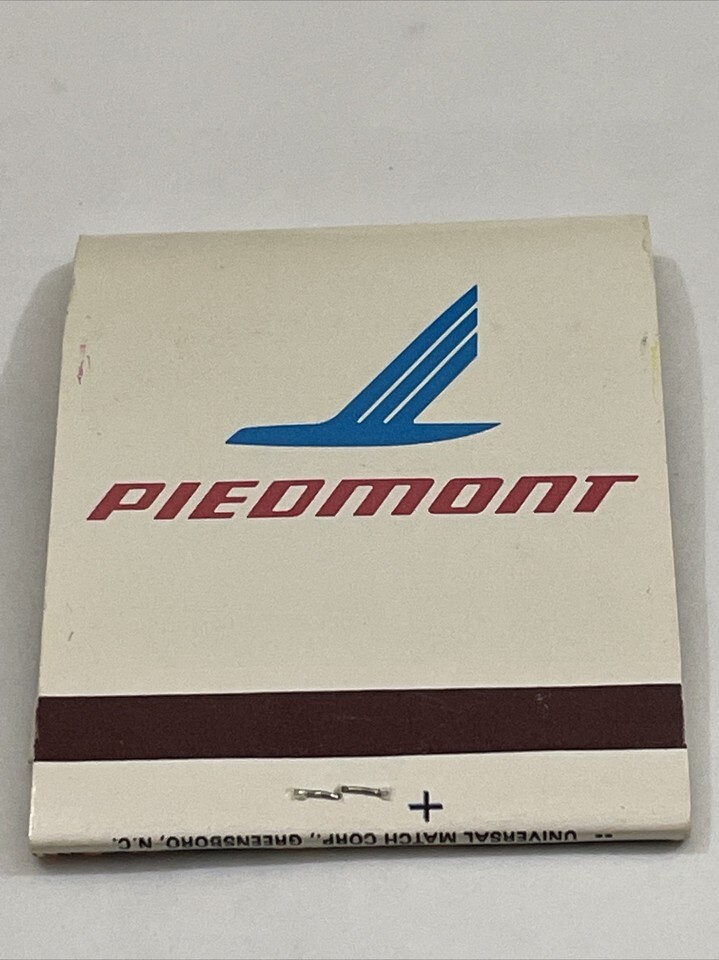 PIEDMONT
UNIVERSAL MATCH CORP., GREENSBORO, N.C.